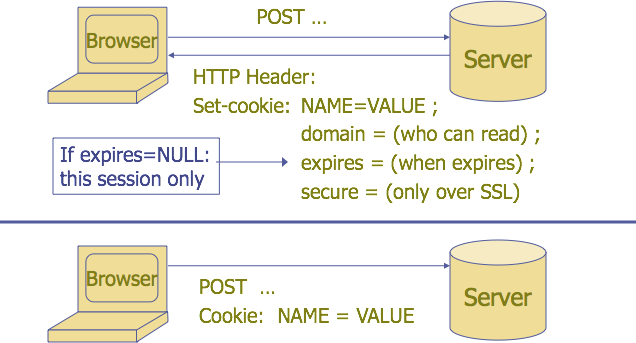 POST ...
Browser
Server
HTTP Header:
Set-cookie: NAME=VALUE ;
domain = (who can read) ;
If expires=NULL:
this session only
expires = (when expires) ;
secure = (only over SSL)
Browser
Server
POST ...
Cookie: NAME = VALUE